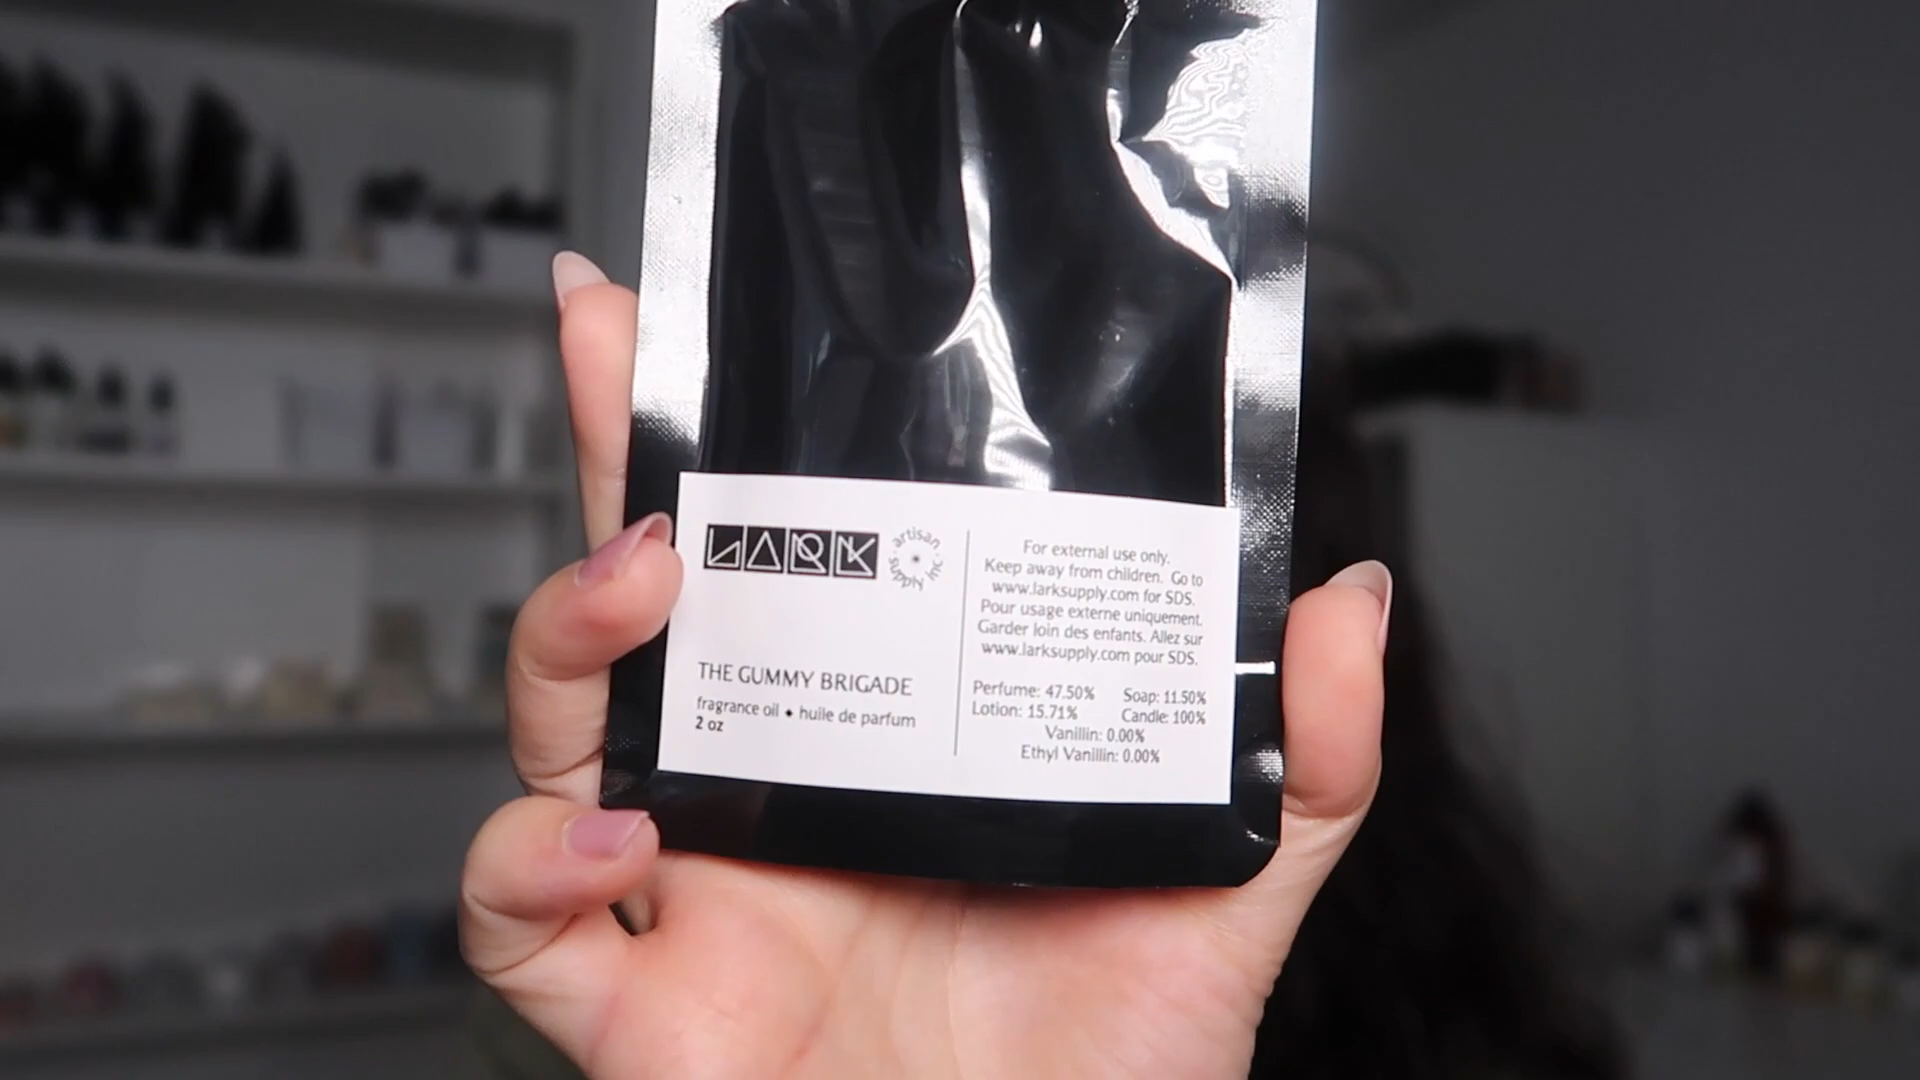 LARK
artisan supply inc
THE GUMMY BRIGADE
fragrance oil ◆ huile de parfum
2 oz
For external use only.
Keep away from children. Go to
www.larksupply.com for SDS.
Pour usage externe uniquement.
Garder loin des enfants. Allez sur
www.larksupply.com pour SDS.
Perfume: 47.50% Soap: 11.50%
Lotion: 15.71% Candle: 100%
Vanillin: 0.00%
Ethyl Vanillin: 0.00%